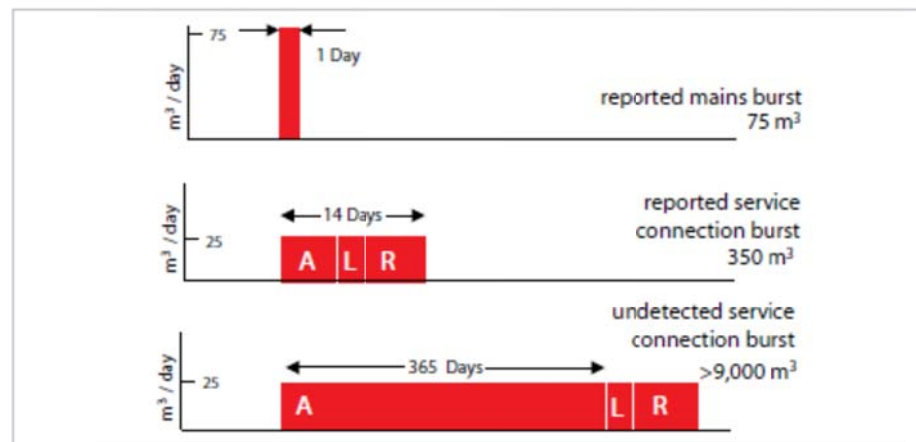 75
1 Day
m³ / day
reported mains burst
75 m³
14 Days
m³ / day
25
A L R
reported service
connection burst
350 m³
undetected service
connection burst
>9,000 m³
365 Days
m³ / day
25
A L R